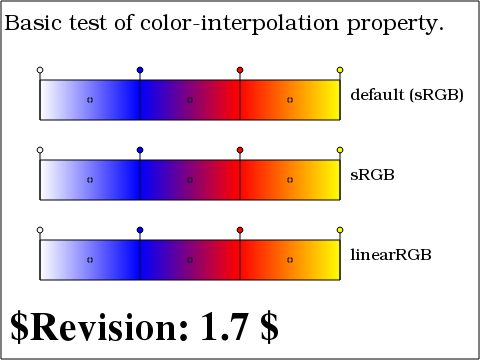 Basic test of color-interpolation property.
default (sRGB)
sRGB
linearRGB
$Revision: 1.7 $